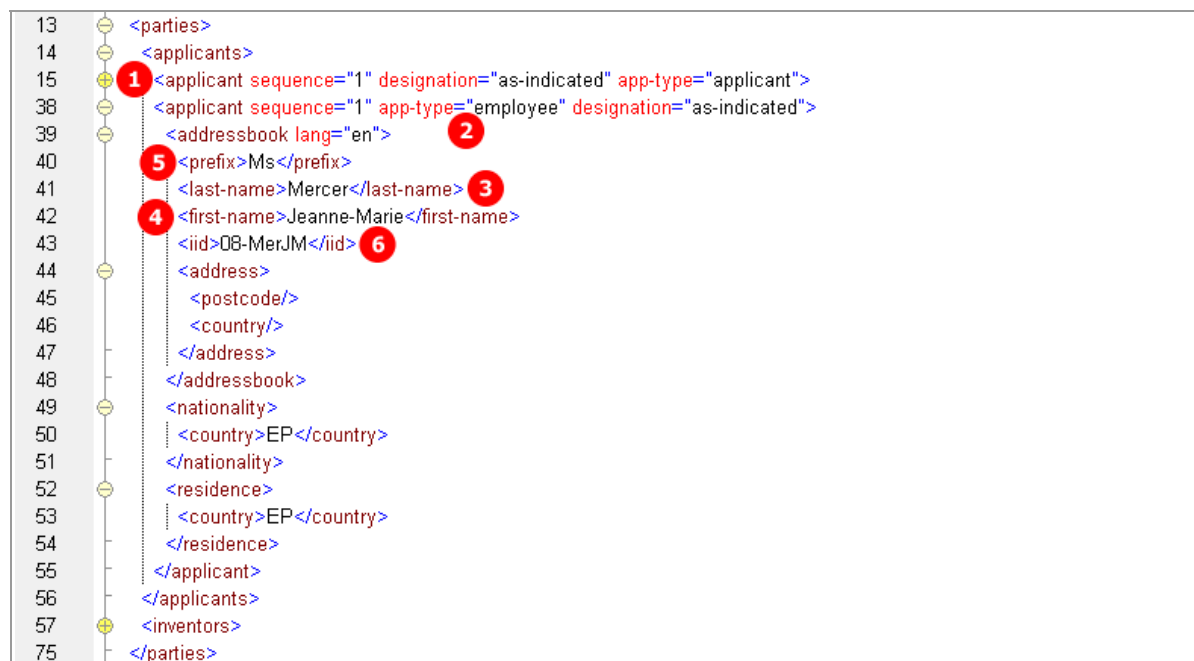 13 <parties>
14 <applicants>
15 1 <applicant sequence="1" designation="as-indicated" app-type="applicant">
38 <applicant sequence="1" app-type="employee" designation="as-indicated">
39 <addressbook lang="en"> 2
40 5 <prefix>Ms</prefix>
41 <last-name>Mercer</last-name> 3
42 4 <first-name>Jeanne-Marie</first-name>
43 <iid>08-MerJM</iid> 6
44 <address>
45 <postcode/>
46 <country/>
47 </address>
48 </addressbook>
49 <nationality>
50 <country>EP</country>
51 </nationality>
52 <residence>
53 <country>EP</country>
54 </residence>
55 </applicant>
56 </applicants>
57 <inventors>
75 </parties>